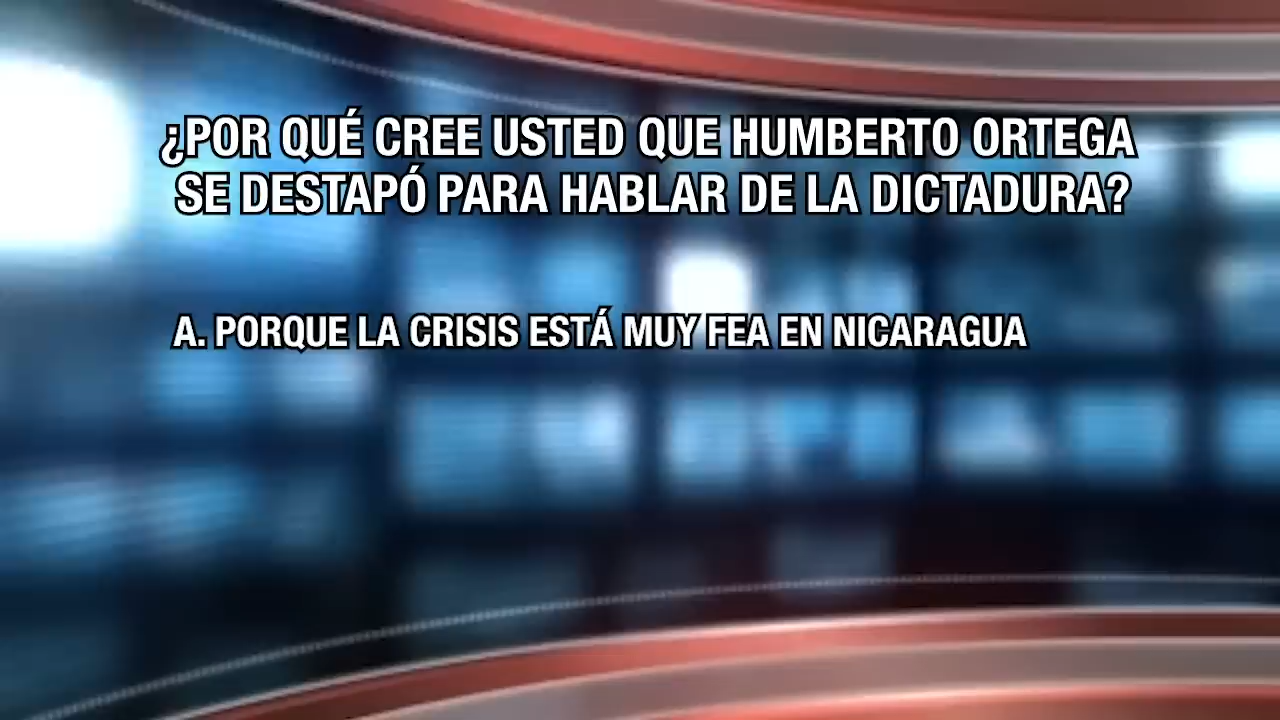 ¿POR QUÉ CREE USTED QUE HUMBERTO ORTEGA
SE DESTAPÓ PARA HABLAR DE LA DICTADURA?
A. PORQUE LA CRISIS ESTÁ MUY FEA EN NICARAGUA